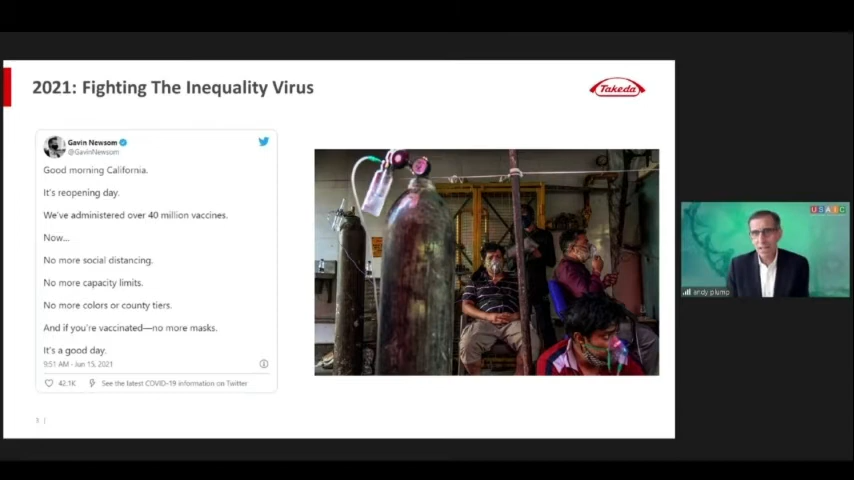 2021: Fighting The Inequality Virus
Takeda
Gavin Newsom
@GavinNewsom
Good morning California.
It's reopening day.
We've administered over 40 million vaccines.
Now...
No more social distancing.
No more capacity limits.
No more colors or county tiers.
And if you're vaccinated—no more masks.
It's a good day.
9:51 AM - Jun 15, 2021
42.1K
See the latest COVID-19 information on Twitter
USAIC
andy plump